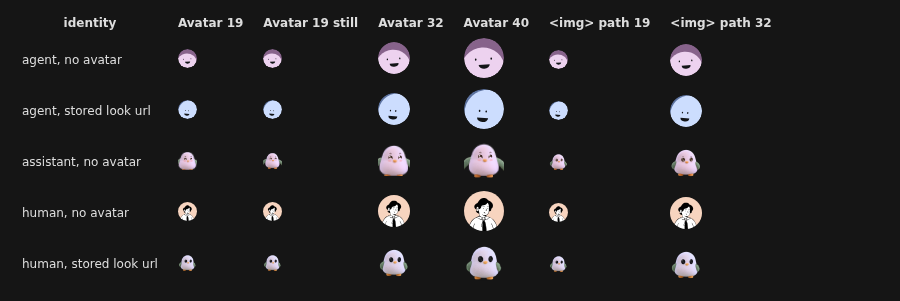 identity Avatar 19 Avatar 19 still Avatar 32 Avatar 40 <img> path 19 <img> path 32
agent, no avatar
agent, stored look url
assistant, no avatar
human, no avatar
human, stored look url